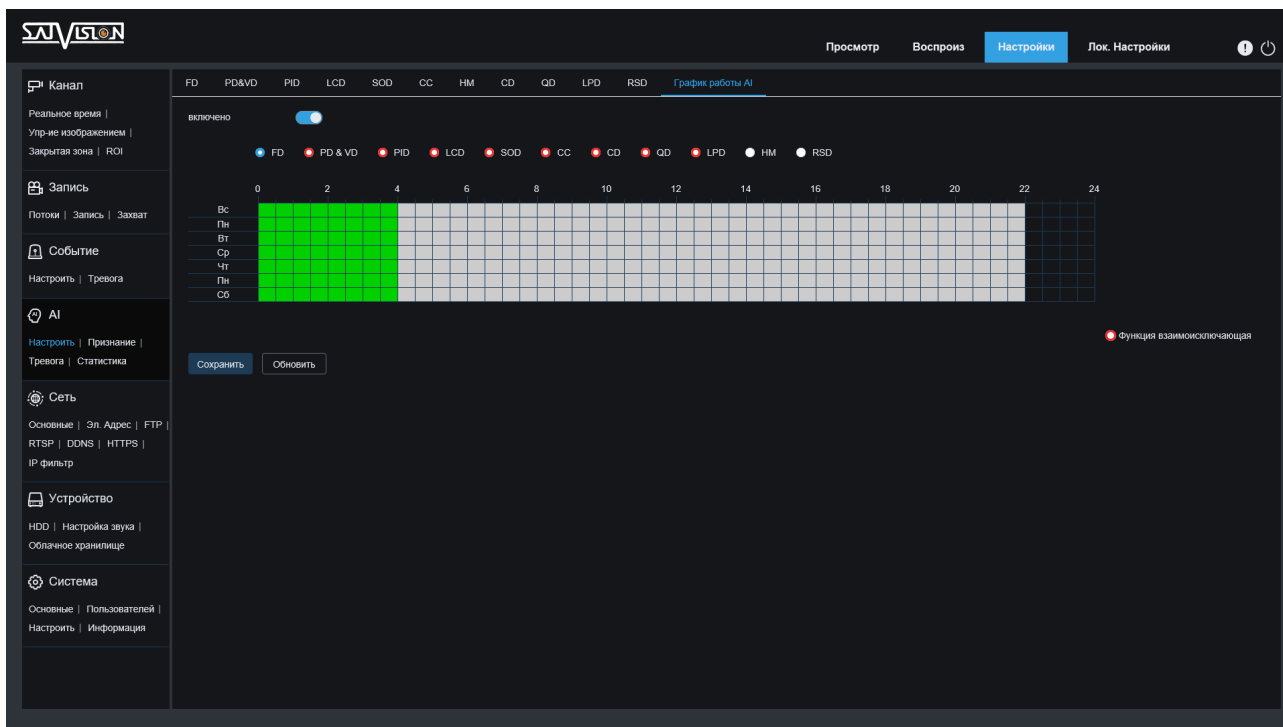 SATVISION
Просмотр Воспроиз Настройки Лок. Настройки
Канал
Реальное время |
Упр-ие изображением |
Закрытая зона | ROI
Запись
Потоки | Запись | Захват
Событие
Настроить | Тревога
AI
Настроить | Признание |
Тревога | Статистика
Сеть
Основные | Эл. Адрес | FTP |
RTSP | DDNS | HTTPS |
IP фильтр
Устройство
HDD | Настройка звука |
Облачное хранилище
Система
Основные | Пользователей |
Настроить | Информация
FD PD&VD PID LCD SOD CC HM CD QD LPD RSD График работы AI
включено
FD PD & VD PID LCD SOD CC CD QD LPD HM RSD
0 2 4 6 8 10 12 14 16 18 20 22 24
Вс
Пн
Вт
Ср
Чт
Пн
Сб
Функция взаимоисключающая
Сохранить Обновить